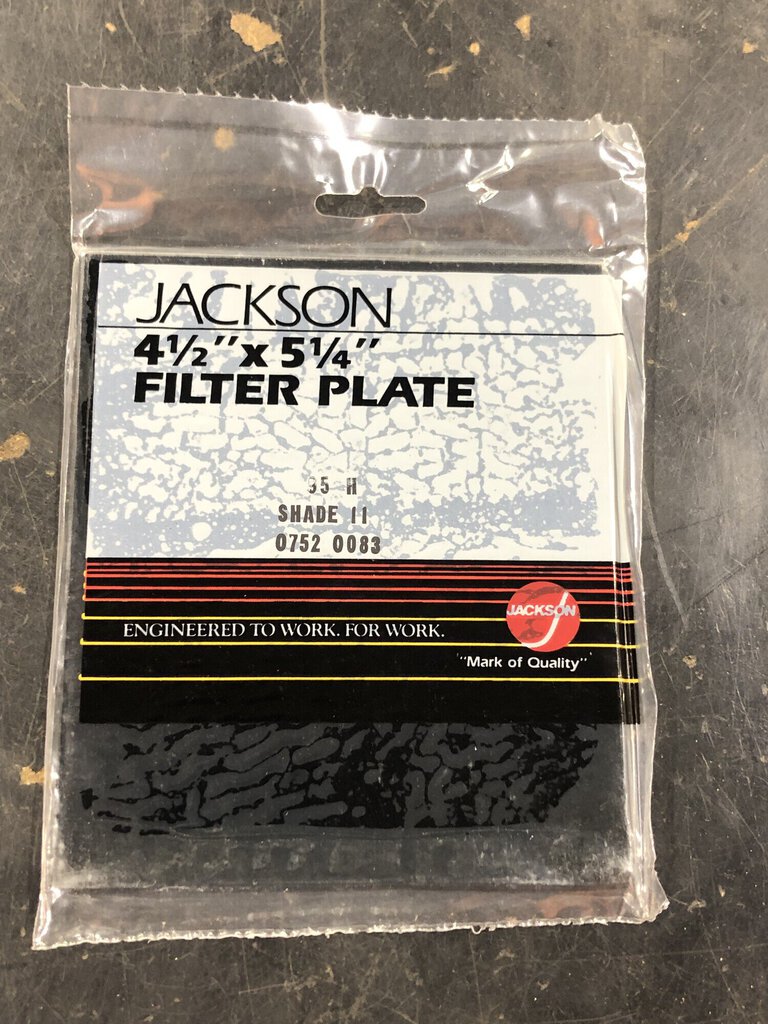 JACKSON
4½" x 5¼"
FILTER PLATE
H
SHADE 11
0752 0083
ENGINEERED TO WORK. FOR WORK.
JACKSON
"Mark of Quality"